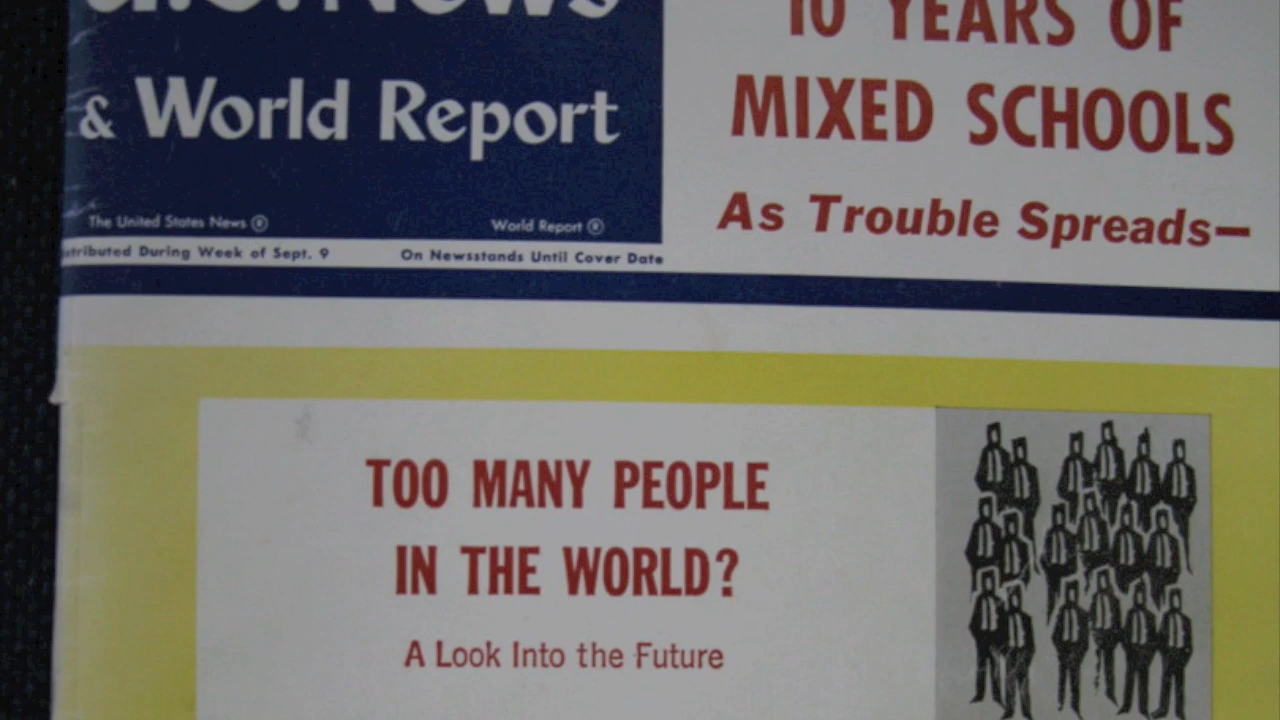 U.S. News
& World Report
The United States News ® World Report ®
Distributed During Week of Sept. 9 On Newsstands Until Cover Date
10 YEARS OF
MIXED SCHOOLS
As Trouble Spreads—
TOO MANY PEOPLE
IN THE WORLD?
A Look Into the Future